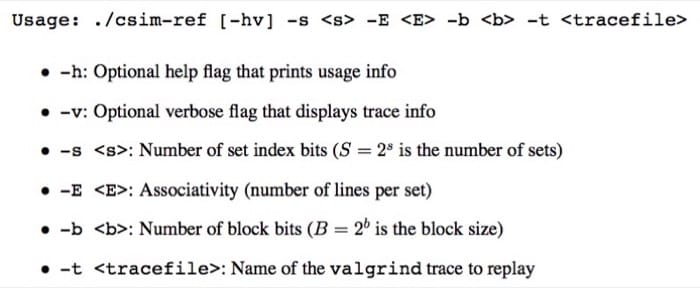 Usage: ./csim-ref [-hv] -s <s> -E <E> -b <b> -t <tracefile>
• -h: Optional help flag that prints usage info
• -v: Optional verbose flag that displays trace info
• -s <s>: Number of set index bits (S = 2ˢ is the number of sets)
• -E <E>: Associativity (number of lines per set)
• -b <b>: Number of block bits (B = 2ᵇ is the block size)
• -t <tracefile>: Name of the valgrind trace to replay